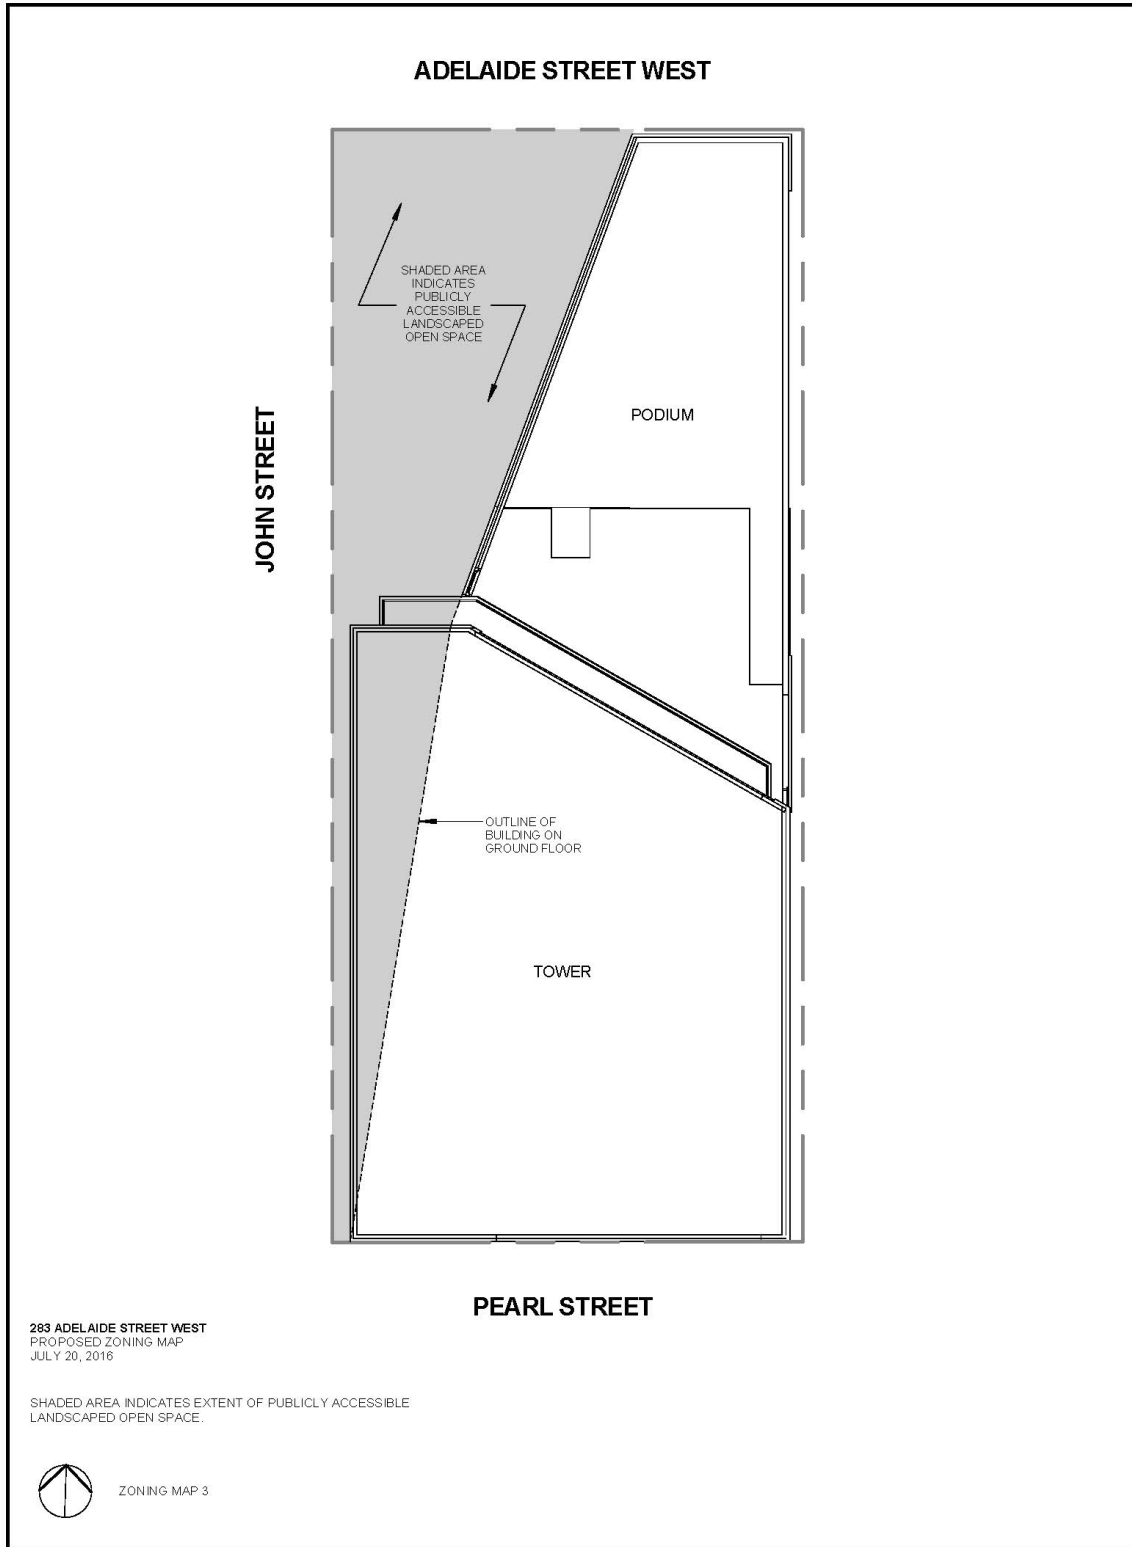 ADELAIDE STREET WEST
SHADED AREA
INDICATES
PUBLICLY
ACCESSIBLE
LANDSCAPED
OPEN SPACE
PODIUM
JOHN STREET
OUTLINE OF
BUILDING ON
GROUND FLOOR
TOWER
PEARL STREET
283 ADELAIDE STREET WEST
PROPOSED ZONING MAP
JULY 20, 2016
SHADED AREA INDICATES EXTENT OF PUBLICLY ACCESSIBLE
LANDSCAPED OPEN SPACE.
ZONING MAP 3